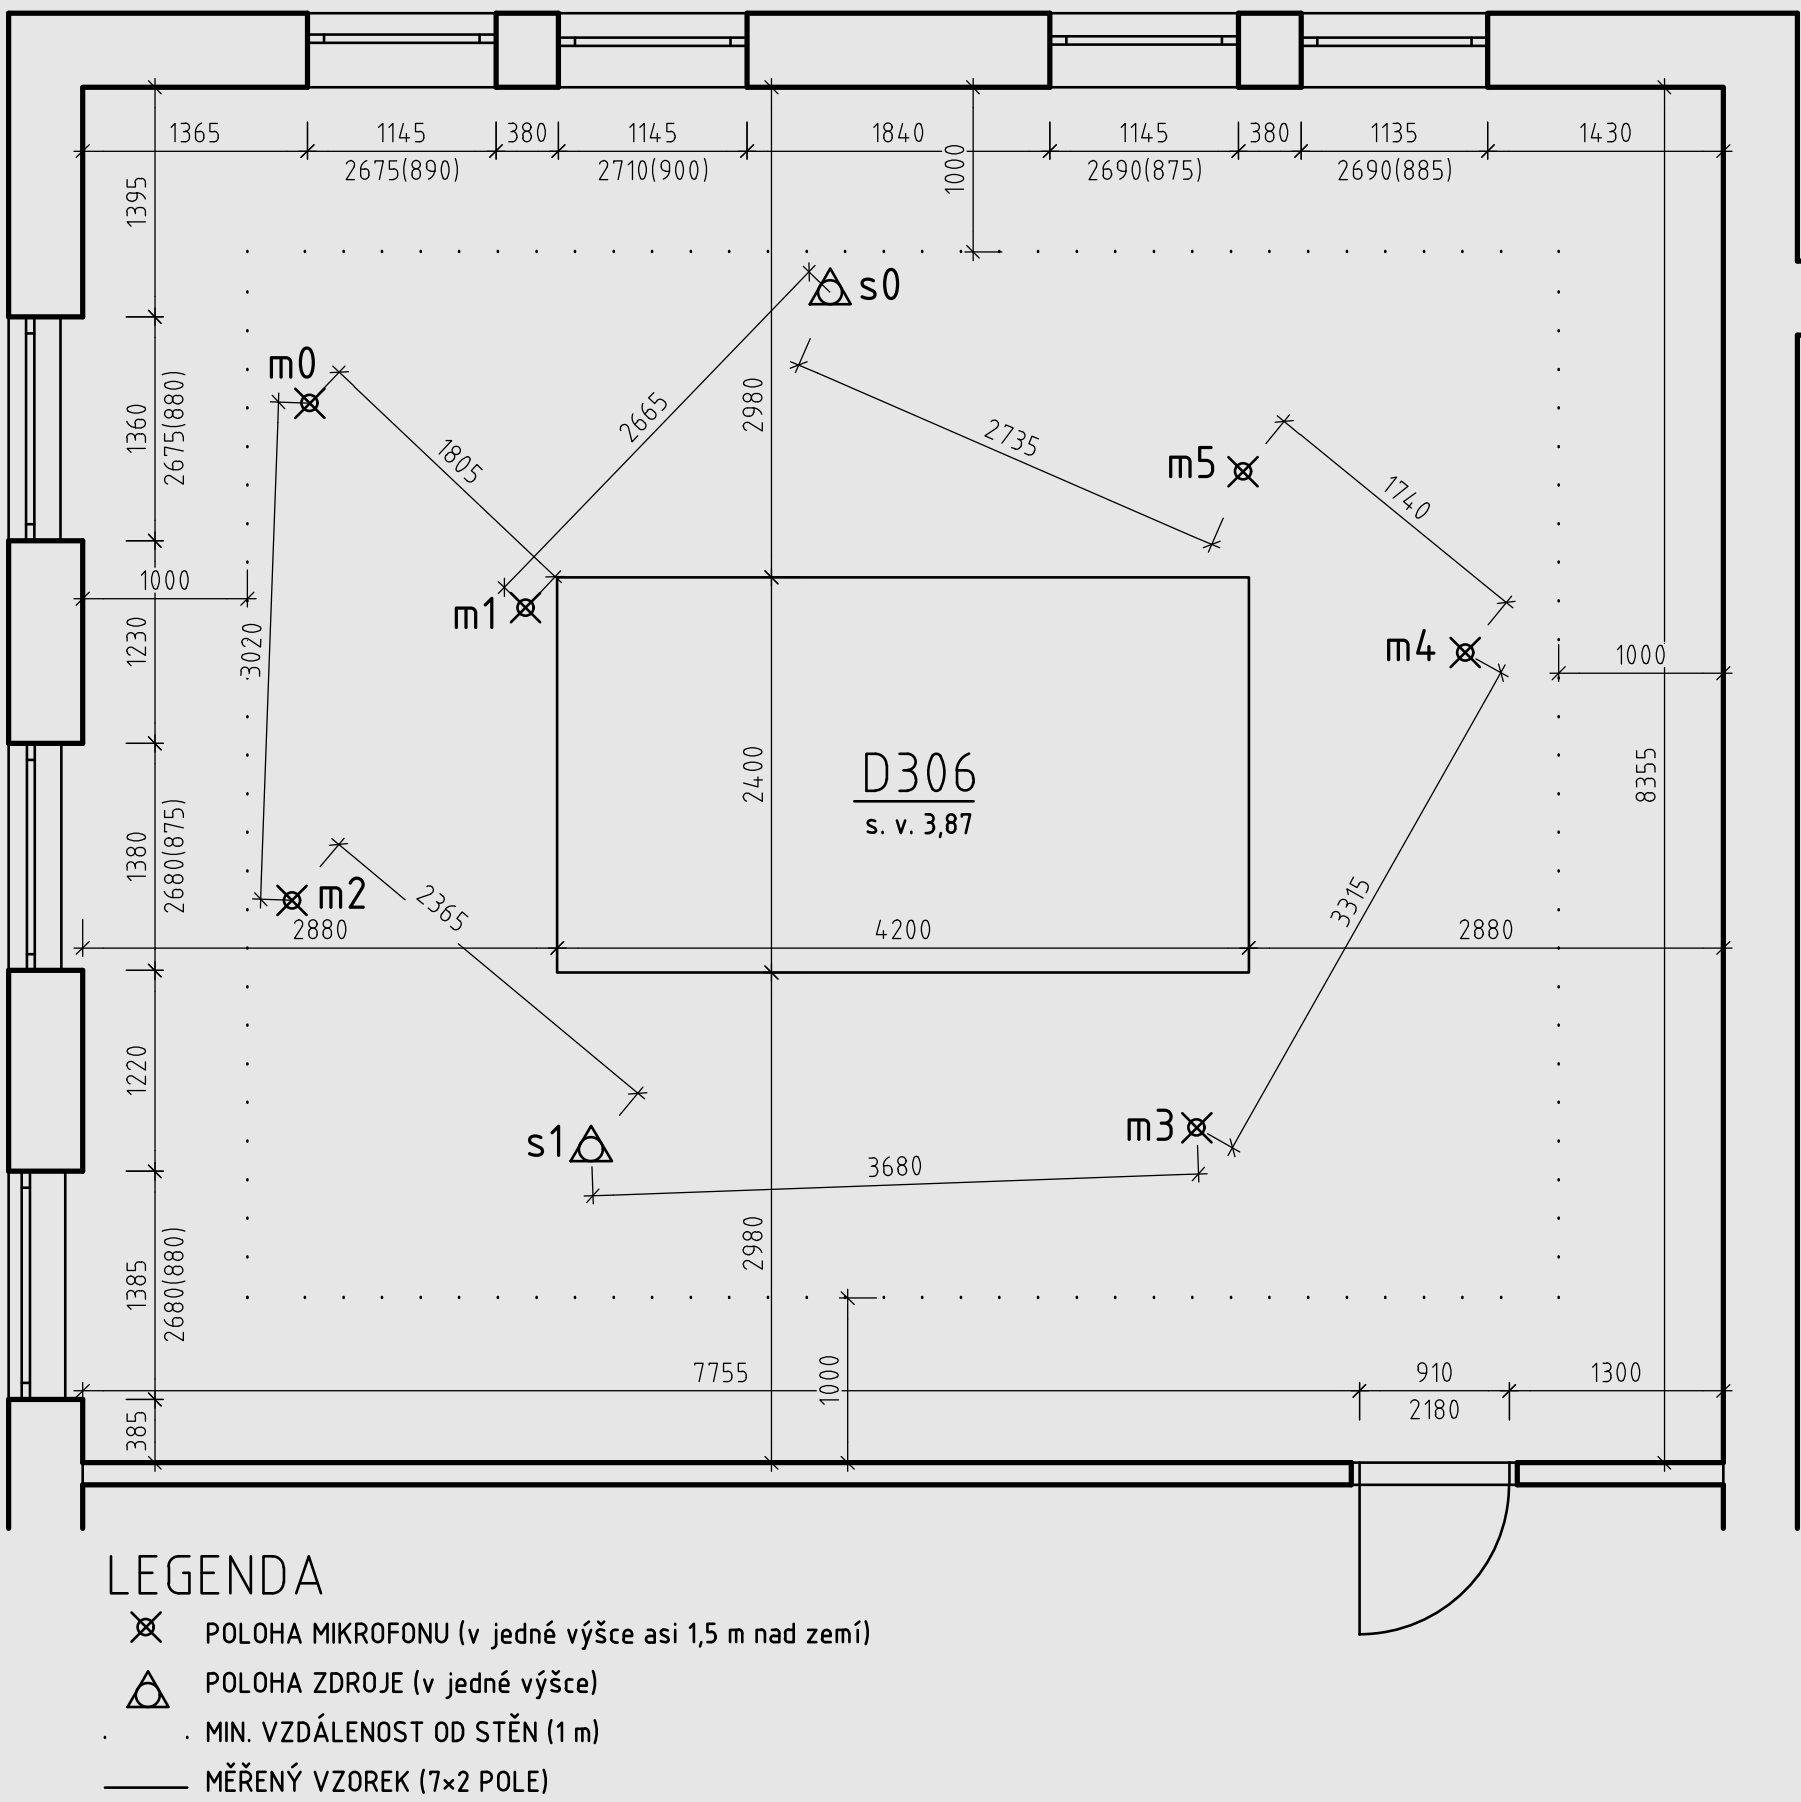 1365 1145 380 1145 1840 1145 380 1135 1430
2675(890) 2710(900) 2690(875) 2690(885)
1000
1395
s0
m0
2665
2980
1360
2675(880)
1805
2735
m5
1740
1000
m1
1230
3020
m4
1000
D306
s. v. 3,87
2400
8355
1380
2680(875)
m2
2365
3315
2880 4200 2880
1220
s1
m3
3680
2980
1385
2680(880)
7755 910 1300
1000
2180
385
LEGENDA
POLOHA MIKROFONU (v jedné výšce asi 1,5 m nad zemí)
POLOHA ZDROJE (v jedné výšce)
MIN. VZDÁLENOST OD STĚN (1 m)
MĚŘENÝ VZOREK (7×2 POLE)